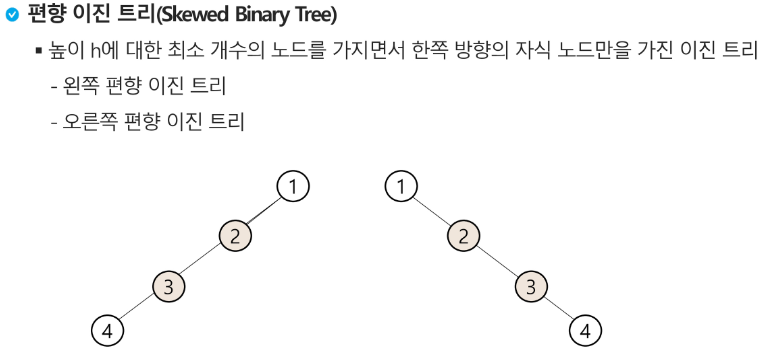 편향 이진 트리(Skewed Binary Tree)
▪ 높이 h에 대한 최소 개수의 노드를 가지면서 한쪽 방향의 자식 노드만을 가진 이진 트리
- 왼쪽 편향 이진 트리
- 오른쪽 편향 이진 트리
1 1
2 2
3 3
4 4